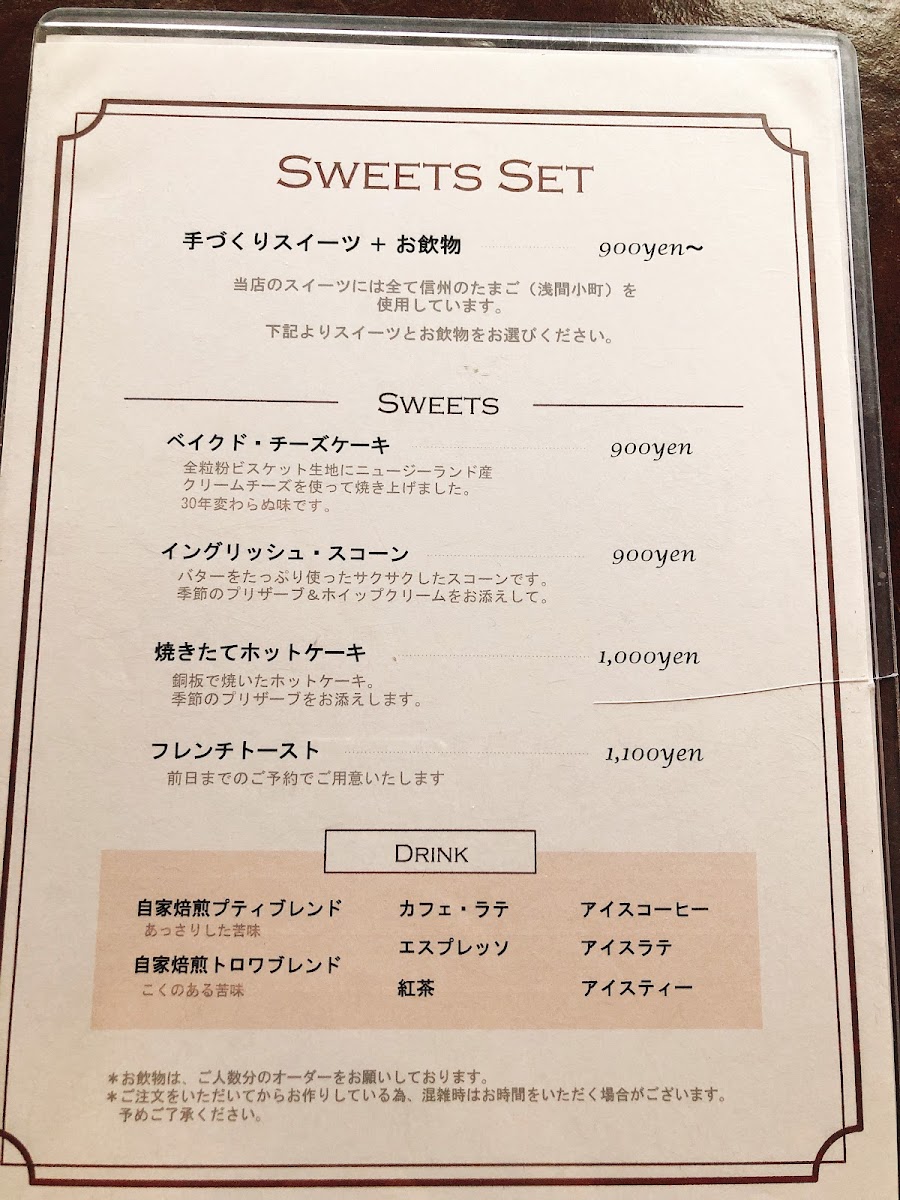 SWEETS SET
手づくりスイーツ + お飲物 900yen〜
当店のスイーツには全て信州のたまご（浅間小町）を
使用しています。
下記よりスイーツとお飲物をお選びください。
SWEETS
ベイクド・チーズケーキ 900yen
全粒粉ビスケット生地にニュージーランド産
クリームチーズを使って焼き上げました。
30年変わらぬ味です。
イングリッシュ・スコーン 900yen
バターをたっぷり使ったサクサクしたスコーンです。
季節のプリザーブ＆ホイップクリームをお添えして。
焼きたてホットケーキ 1,000yen
銅板で焼いたホットケーキ。
季節のプリザーブをお添えします。
フレンチトースト 1,100yen
前日までのご予約でご用意いたします
DRINK
自家焙煎プティブレンド カフェ・ラテ アイスコーヒー
あっさりした苦味
エスプレッソ アイスラテ
自家焙煎トロワブレンド
こくのある苦味 紅茶 アイスティー
＊お飲物は、ご人数分のオーダーをお願いしております。
＊ご注文をいただいてからお作りしている為、混雑時はお時間をいただく場合がございます。
予めご了承ください。